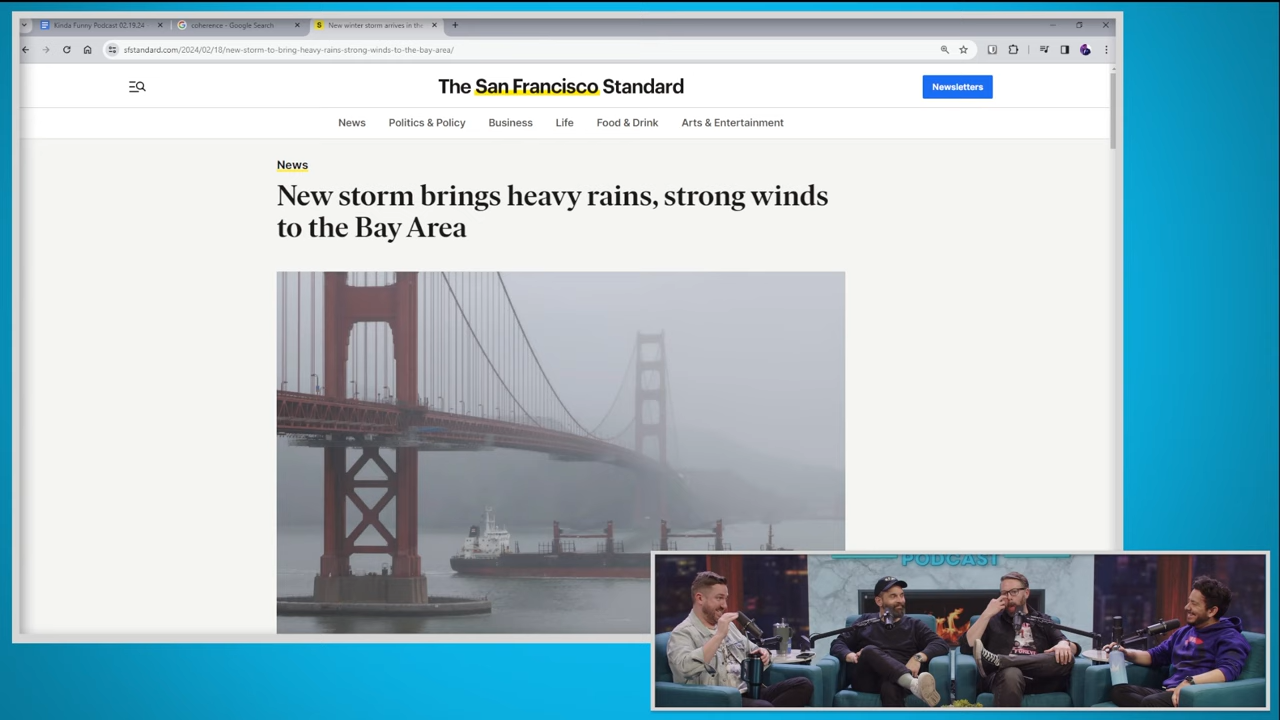 Kinda Funny Podcast 02.19.24
coherence - Google Search
New winter storm arrives in th
sfstandard.com/2024/02/18/new-storm-to-bring-heavy-rains-strong-winds-to-the-bay-area/
The San Francisco Standard
Newsletters
News
Politics & Policy
Business
Life
Food & Drink
Arts & Entertainment
News
New storm brings heavy rains, strong winds
to the Bay Area
PODCAST